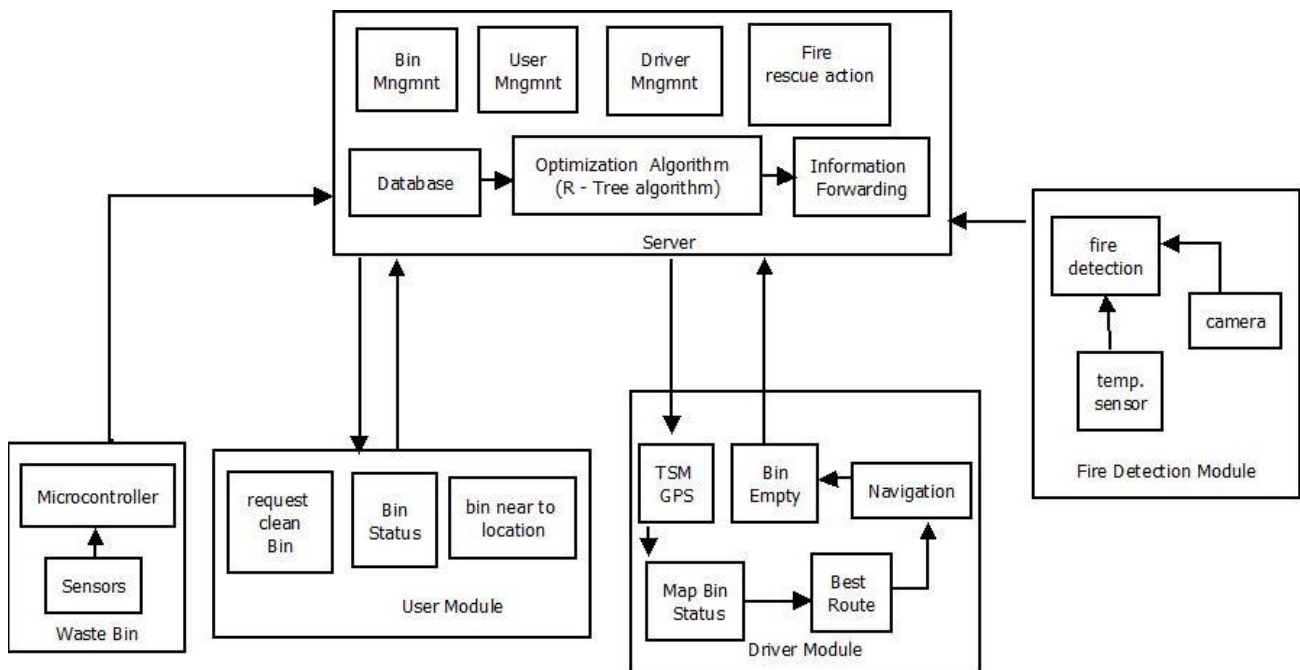 Bin
Mngmnt
User
Mngmnt
Driver
Mngmnt
Fire
rescue action
Database
Optimization Algorithm
(R - Tree algorithm)
Information
Forwarding
Server
fire
detection
camera
temp.
sensor
Fire Detection Module
Microcontroller
Sensors
Waste Bin
request
clean
Bin
Bin
Status
bin near to
location
User Module
TSM
GPS
Bin
Empty
Navigation
Map Bin
Status
Best
Route
Driver Module